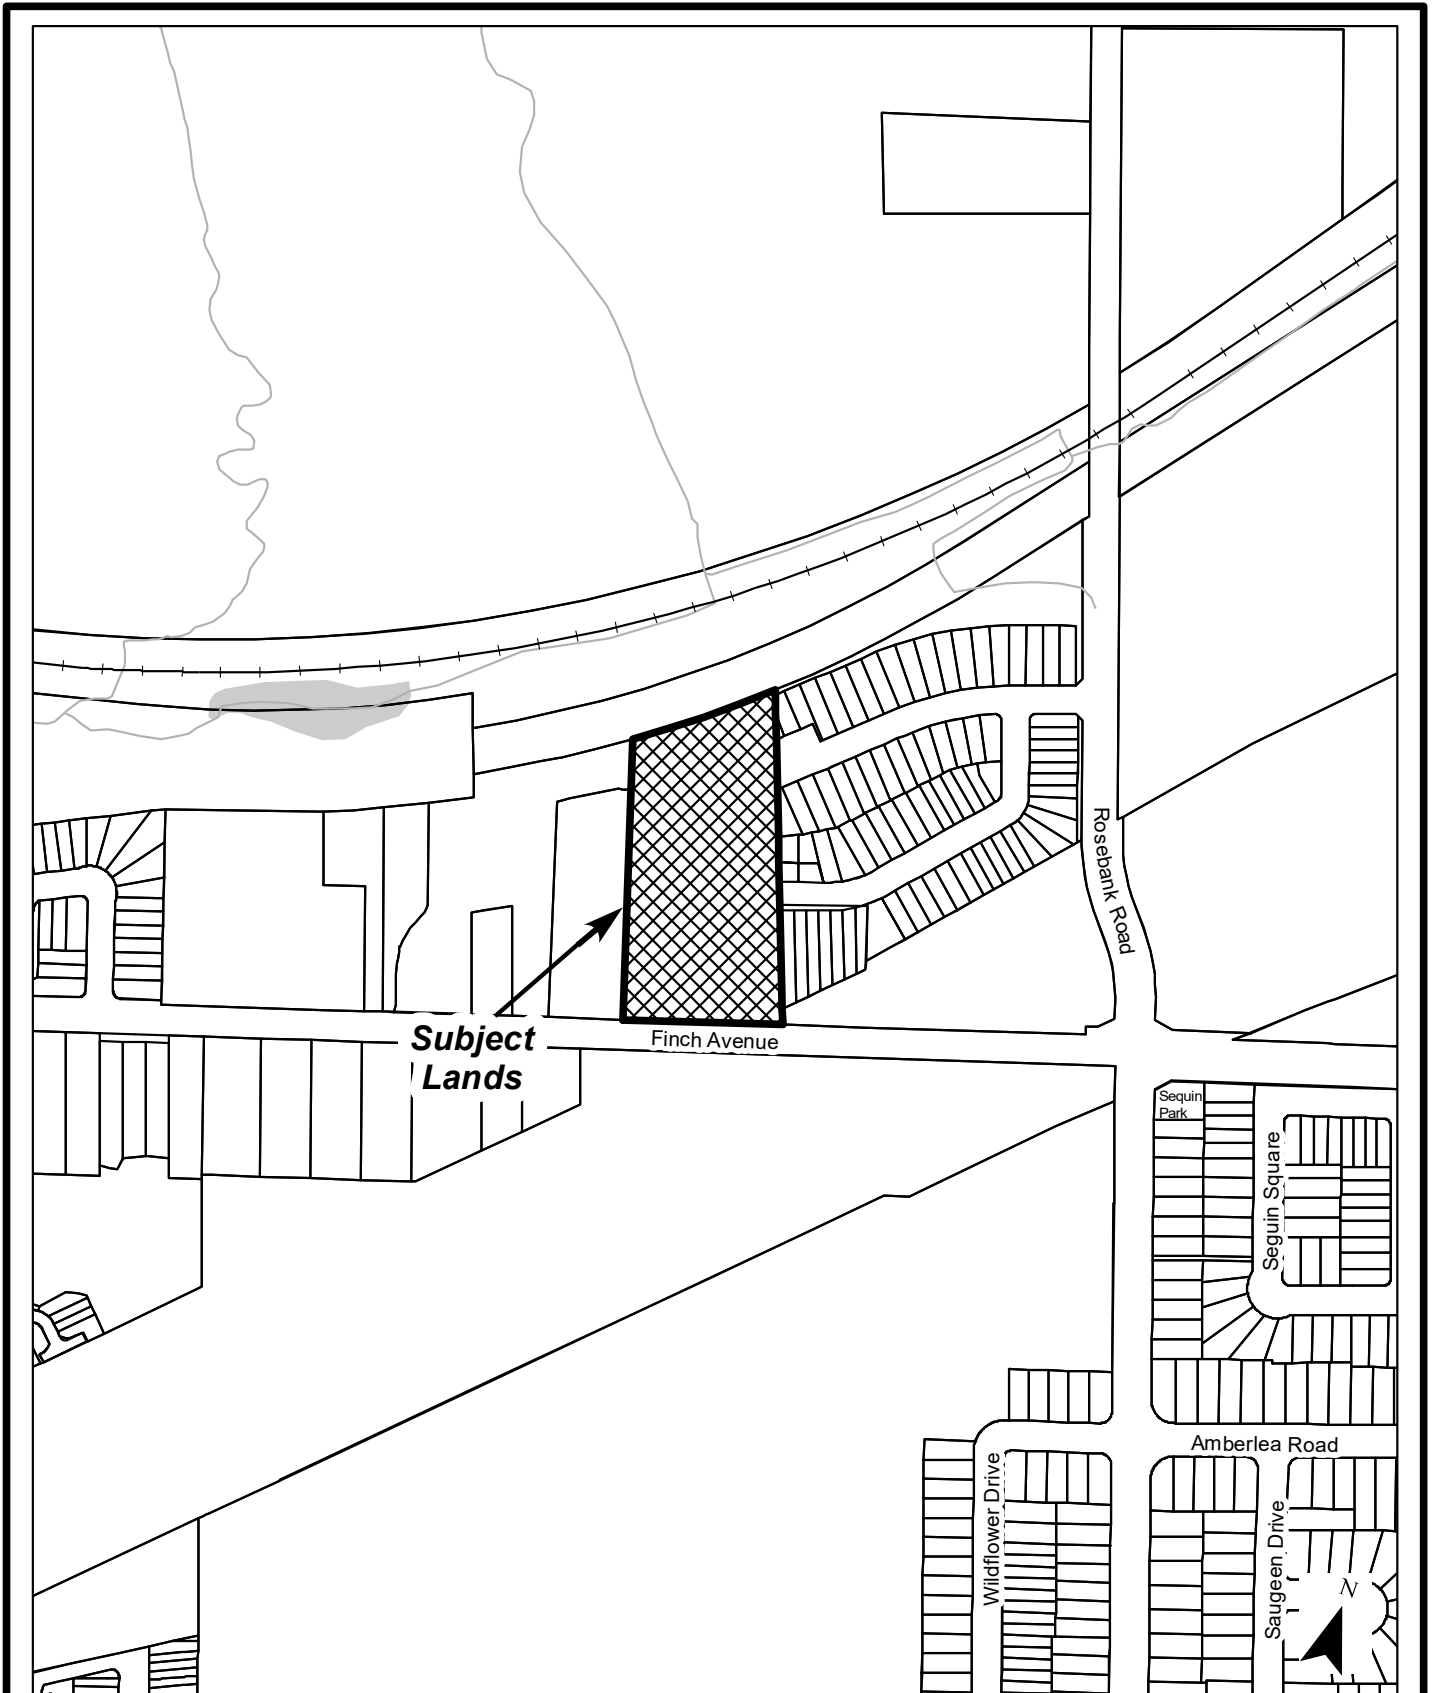 Rosebank Road
Subject
Lands
Finch Avenue
Sequin
Park
Seguin Square
Amberlea Road
Wildflower Drive
Saugeen Drive
N